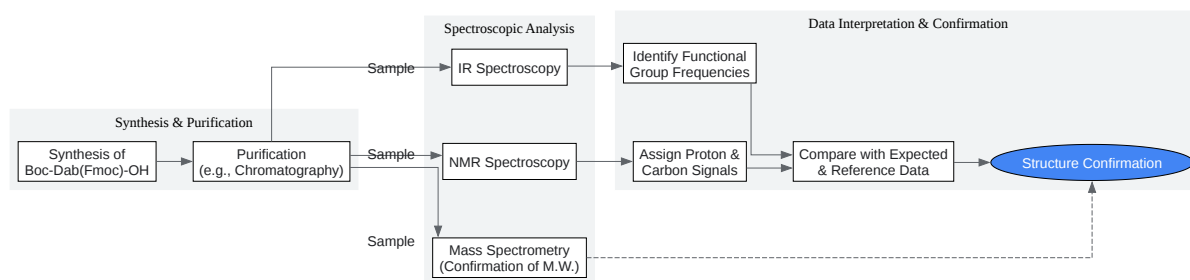 Spectroscopic Analysis
Data Interpretation & Confirmation
Sample
IR Spectroscopy
Identify Functional
Group Frequencies
Synthesis & Purification
Synthesis of
Boc-Dab(Fmoc)-OH
Purification
(e.g., Chromatography)
Sample
NMR Spectroscopy
Assign Proton &
Carbon Signals
Compare with Expected
& Reference Data
Structure Confirmation
Sample
Mass Spectrometry
(Confirmation of M.W.)